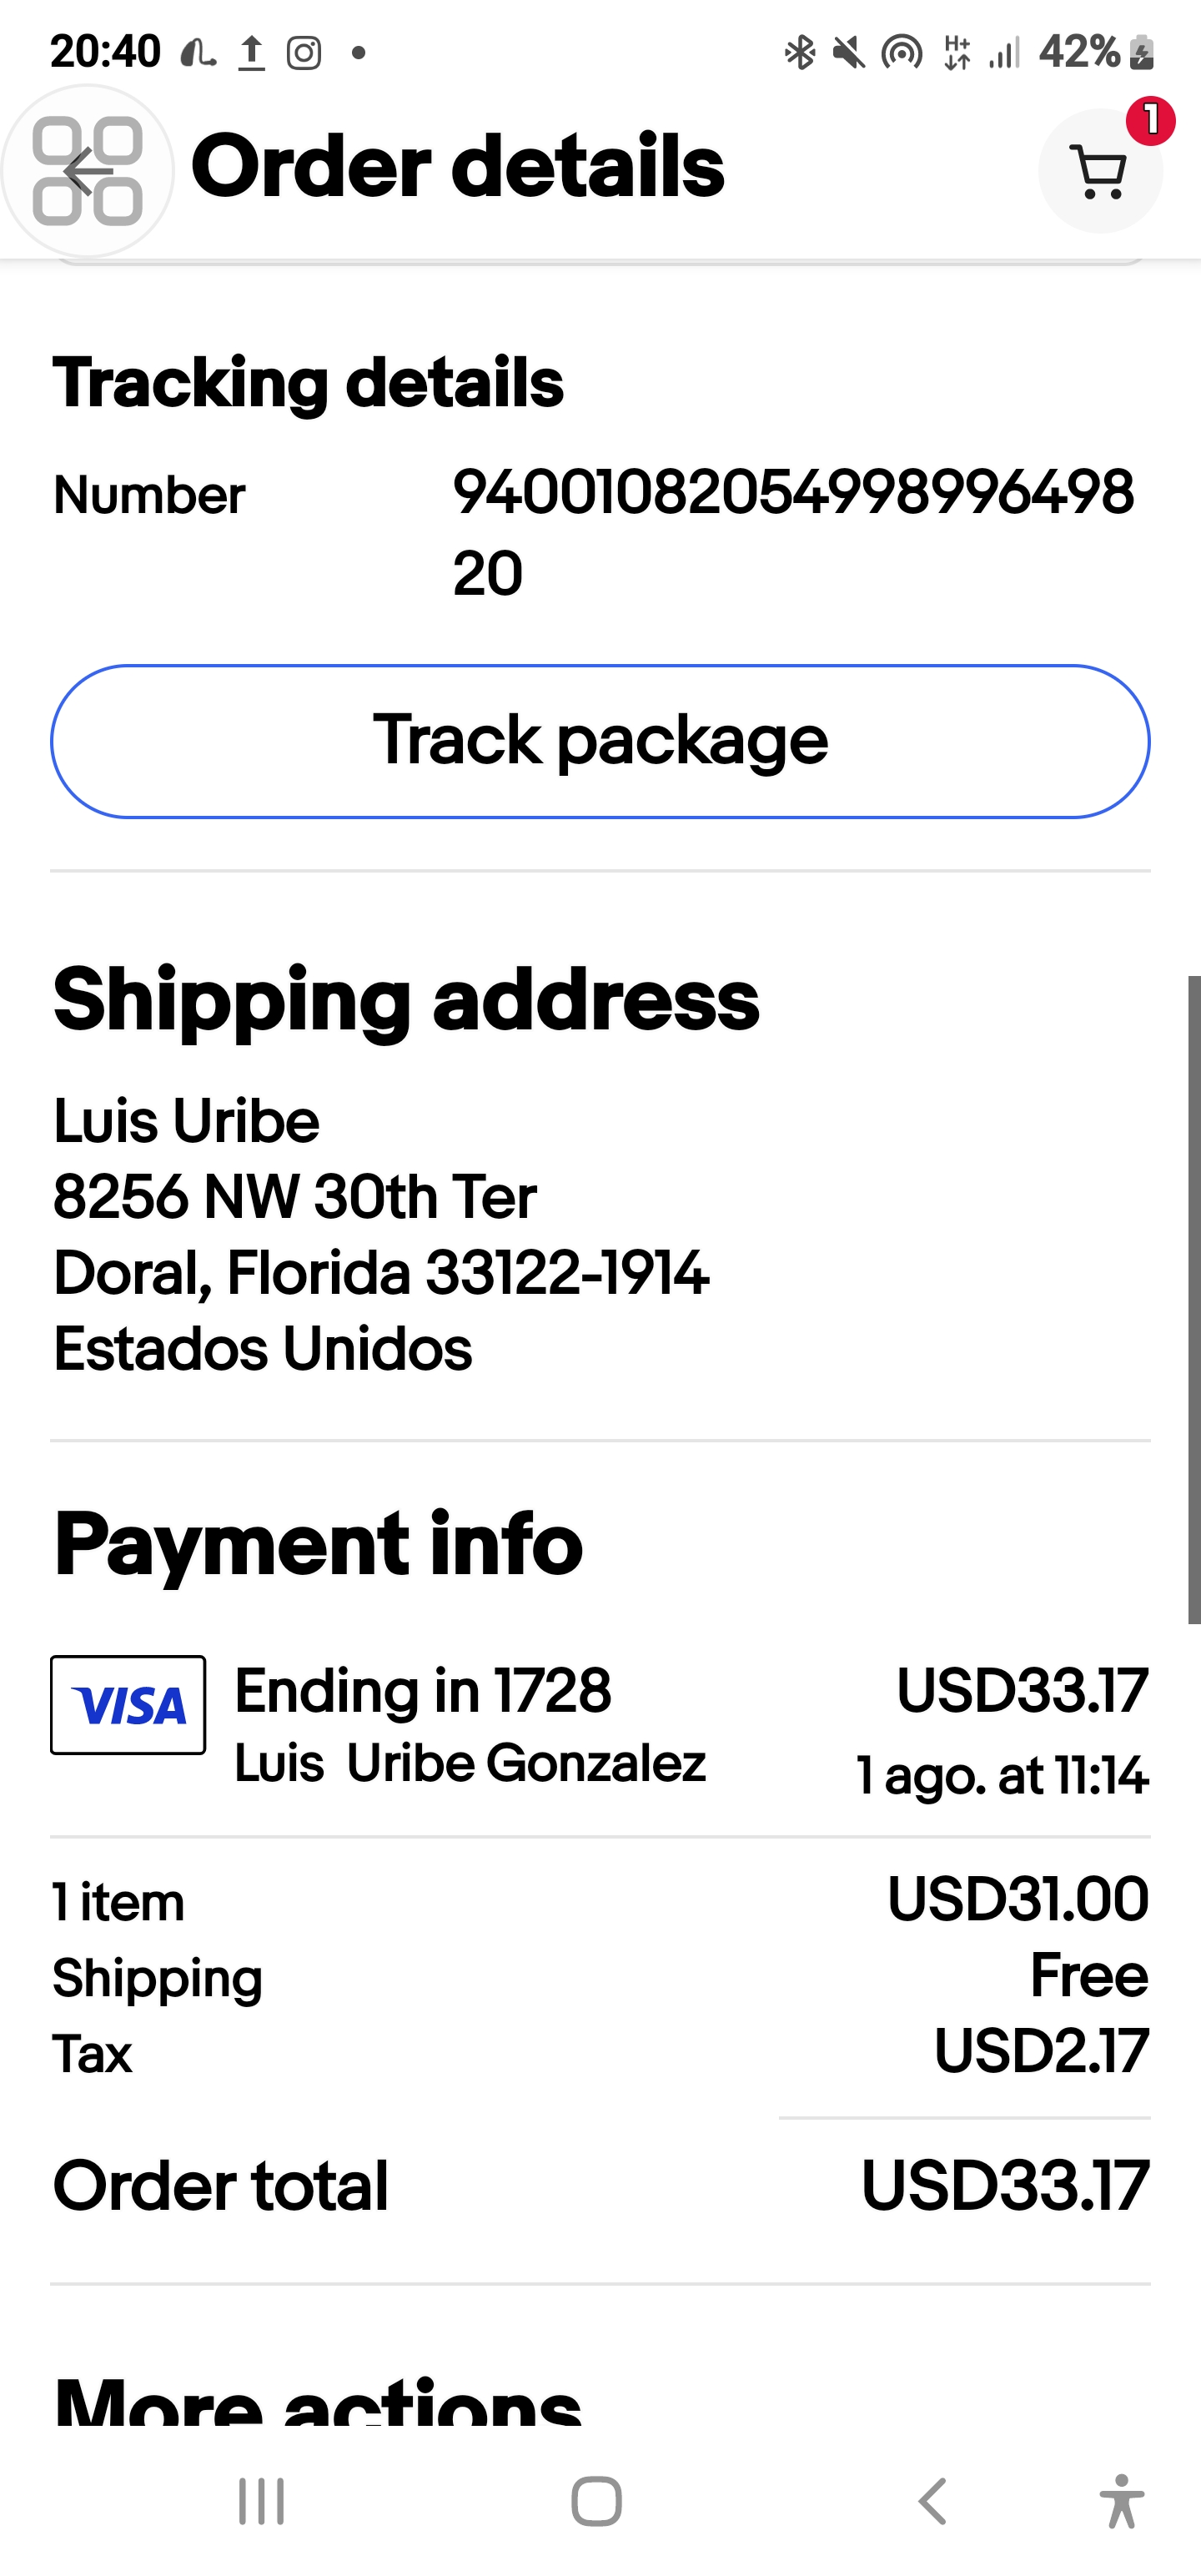 20:40
H+
42%
Order details
1
Tracking details
Number
94001082054998996498
20
Track package
Shipping address
Luis Uribe
8256 NW 30th Ter
Doral, Florida 33122-1914
Estados Unidos
Payment info
VISA
Ending in 1728
USD33.17
Luis Uribe Gonzalez
1 ago. at 11:14
1 item
USD31.00
Shipping
Free
Tax
USD2.17
Order total
USD33.17
More actions